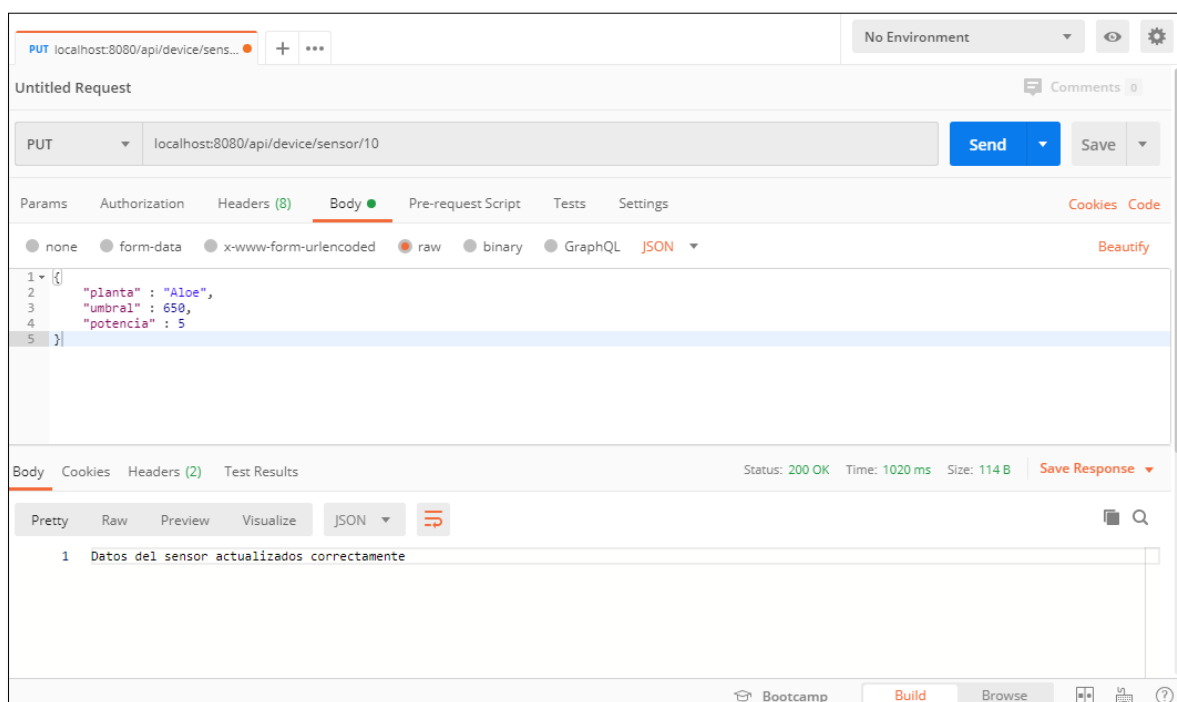 PUT localhost:8080/api/device/sens...
No Environment
Untitled Request
Comments 0
PUT localhost:8080/api/device/sensor/10 Send Save
Params Authorization Headers (8) Body Pre-request Script Tests Settings Cookies Code
none form-data x-www-form-urlencoded raw binary GraphQL JSON Beautify
1 {
2 "planta" : "Aloe",
3 "umbral" : 650,
4 "potencia" : 5
5 }
Body Cookies Headers (2) Test Results Status: 200 OK Time: 1020 ms Size: 114 B Save Response
Pretty Raw Preview Visualize JSON
1 Datos del sensor actualizados correctamente
Bootcamp Build Browse